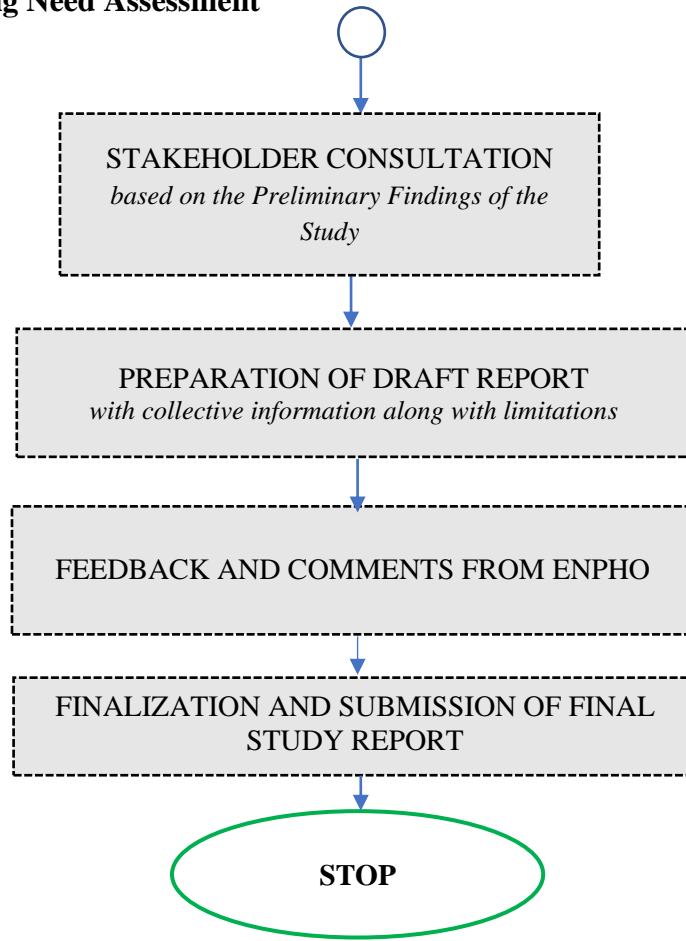 ng Need Assessment
STAKEHOLDER CONSULTATION
based on the Preliminary Findings of the
Study
PREPARATION OF DRAFT REPORT
with collective information along with limitations
FEEDBACK AND COMMENTS FROM ENPHO
FINALIZATION AND SUBMISSION OF FINAL
STUDY REPORT
STOP